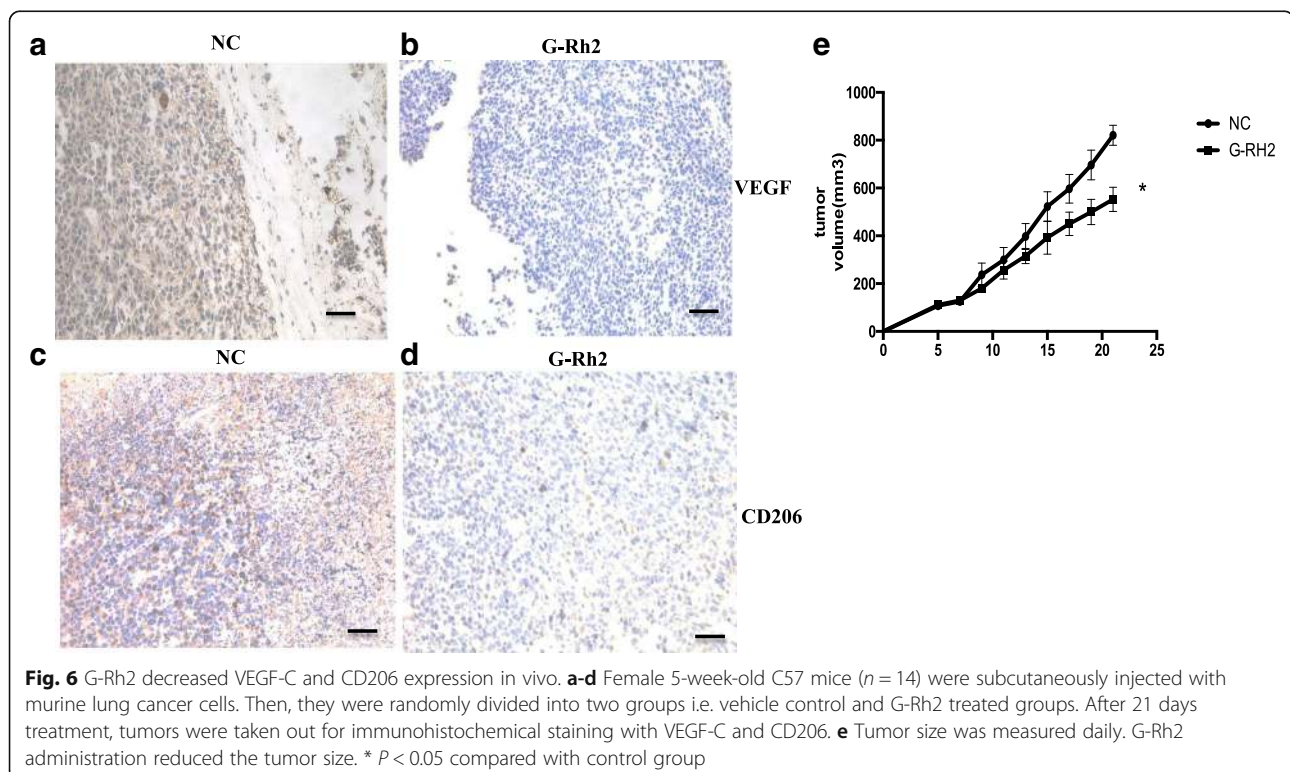 a
NC
b
G-Rh2
VEGF
c
NC
d
G-Rh2
CD206
e
tumor
volume(mm3)
1000
800
600
400
200
0
0 5 10 15 20 25
NC
G-RH2
*
Fig. 6 G-Rh2 decreased VEGF-C and CD206 expression in vivo. a-d Female 5-week-old C57 mice (n = 14) were subcutaneously injected with
murine lung cancer cells. Then, they were randomly divided into two groups i.e. vehicle control and G-Rh2 treated groups. After 21 days
treatment, tumors were taken out for immunohistochemical staining with VEGF-C and CD206. e Tumor size was measured daily. G-Rh2
administration reduced the tumor size. * P < 0.05 compared with control group